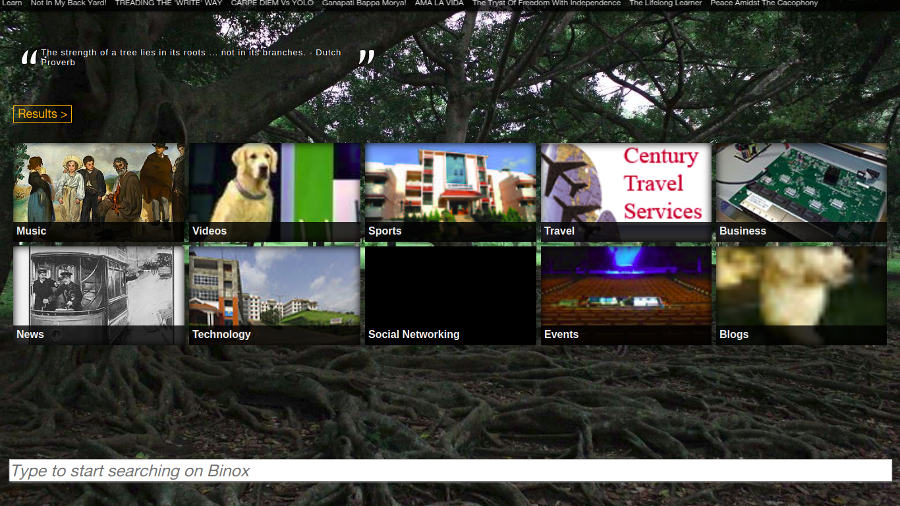 Learn Not In My Back Yard! TREADING THE 'WRITE' WAY CARPE DIEM Vs YOLO Ganapati Bappa Morya! AMA LA VIDA The Tryst Of Freedom With Independence The Lifelong Learner Peace Amidst The Cacophony
“The strength of a tree lies in its roots ... not in its branches. - Dutch
Proverb ”
Results >
Century
Travel
Services
Music Videos Sports Travel Business
News Technology Social Networking Events Blogs
Type to start searching on Binox